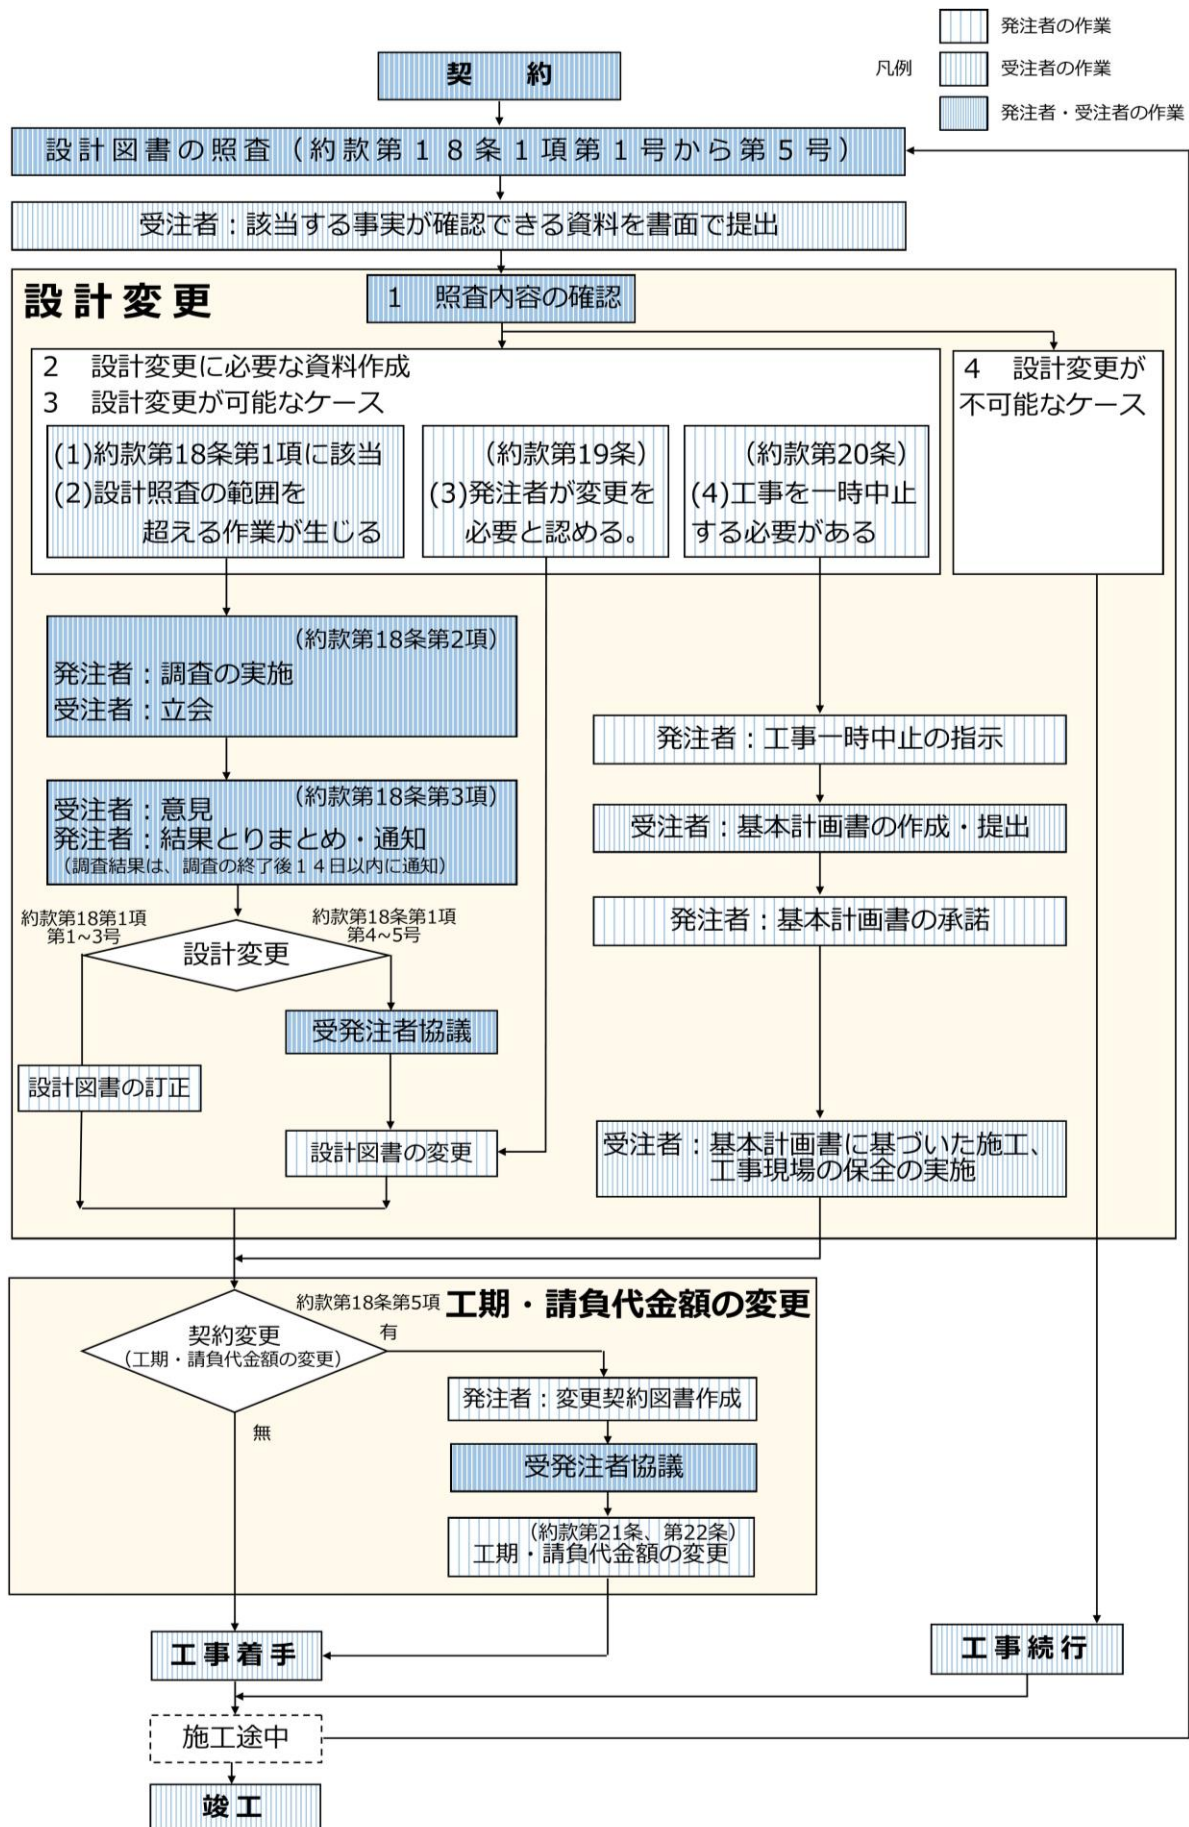 発注者の作業
凡例
受注者の作業
発注者・受注者の作業
契 約
設計図書の照査（約款第１８条１項第１号から第５号）
受注者：該当する事実が確認できる資料を書面で提出
設計変更
1 照査内容の確認
2 設計変更に必要な資料作成
3 設計変更が可能なケース
4 設計変更が
不可能なケース
(1)約款第18条第1項に該当
(2)設計照査の範囲を
超える作業が生じる
（約款第19条）
(3)発注者が変更を
必要と認める。
（約款第20条）
(4)工事を一時中止
する必要がある
（約款第18条第2項）
発注者：調査の実施
受注者：立会
発注者：工事一時中止の指示
受注者：意見
（約款第18条第3項）
発注者：結果とりまとめ・通知
（調査結果は、調査の終了後１４日以内に通知）
受注者：基本計画書の作成・提出
発注者：基本計画書の承諾
約款第18第1項
第1~3号
約款第18条第1項
第4~5号
設計変更
受発注者協議
設計図書の訂正
設計図書の変更
受注者：基本計画書に基づいた施工、
工事現場の保全の実施
約款第18条第5項
工期・請負代金額の変更
契約変更
（工期・請負代金額の変更）
有
発注者：変更契約図書作成
無
受発注者協議
（約款第21条、第22条）
工期・請負代金額の変更
工事着手
工事続行
施工途中
竣工